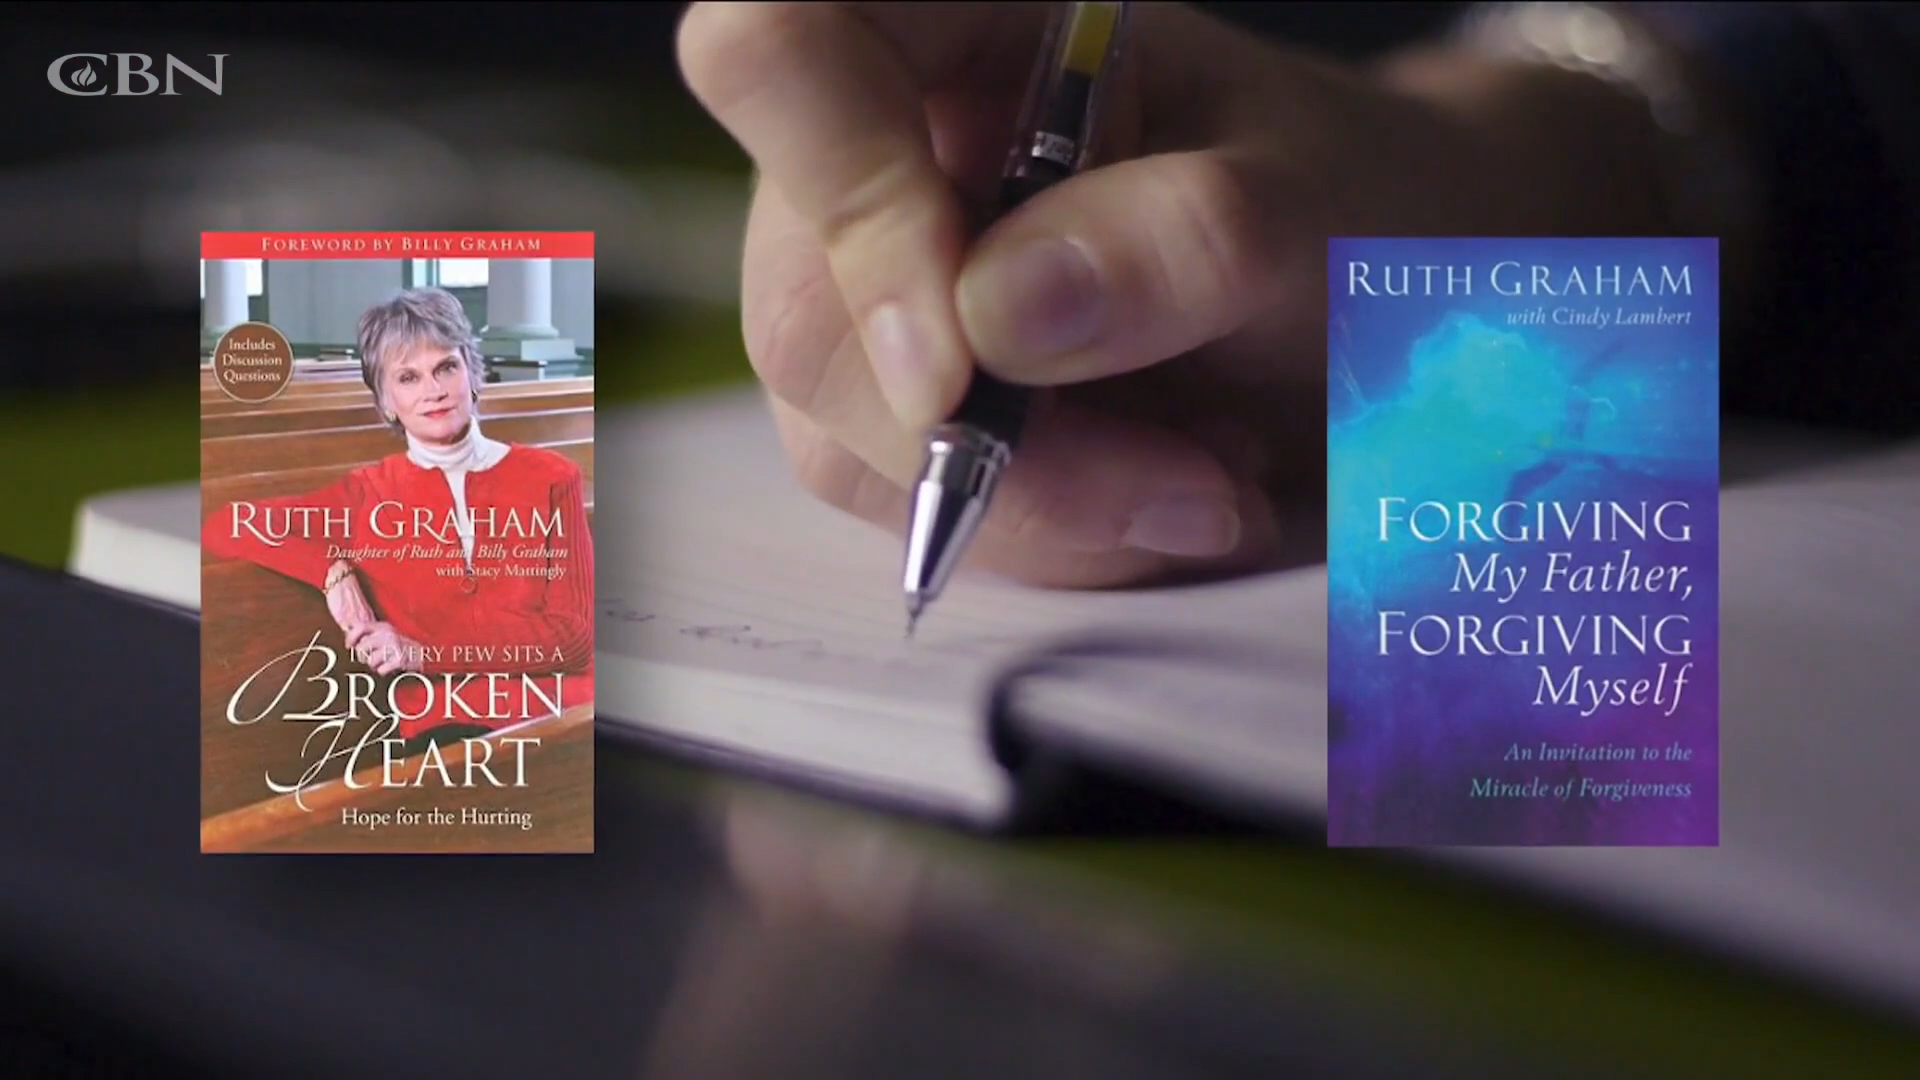 CBN
FOREWORD BY BILLY GRAHAM
Includes
Discussion
Questions
RUTH GRAHAM
Daughter of Ruth and Billy Graham
with Stacy Mattingly
IN EVERY PEW SITS A
BROKEN
HEART
Hope for the Hurting
RUTH GRAHAM
with Cindy Lambert
FORGIVING
My Father,
FORGIVING
Myself
An Invitation to the
Miracle of Forgiveness